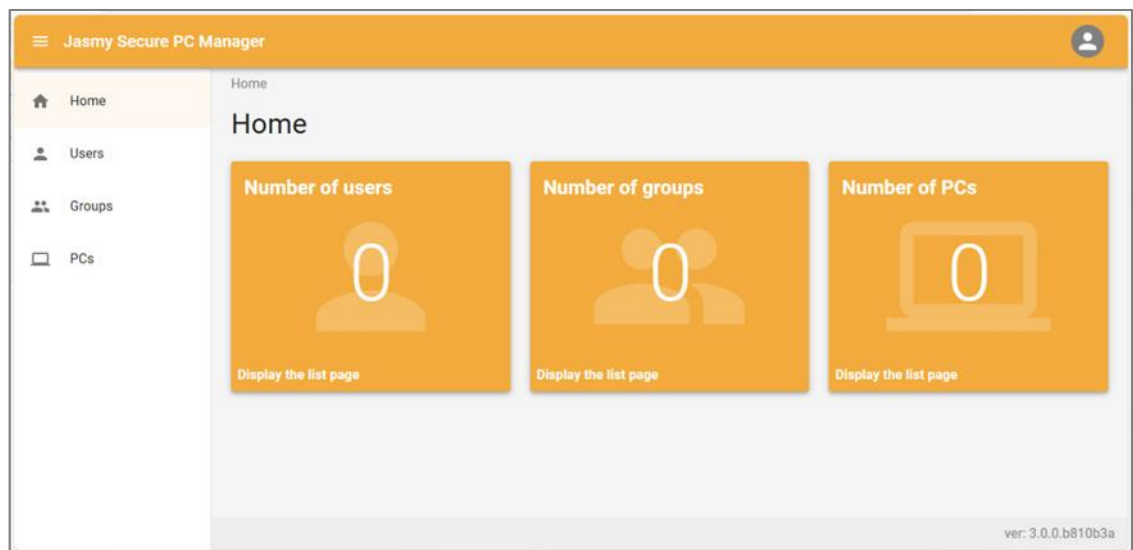 Jasmy Secure PC Manager
Home
Users
Groups
PCs
Home
Home
Number of users
0
Display the list page
Number of groups
0
Display the list page
Number of PCs
0
Display the list page
ver: 3.0.0.b810b3a